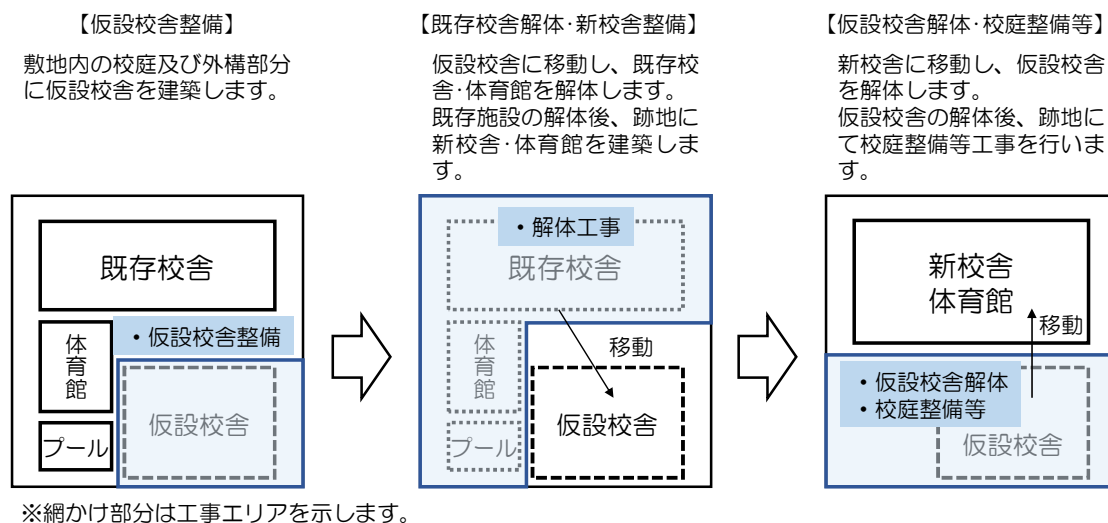 【仮設校舎整備】
敷地内の校庭及び外構部分
に仮設校舎を建築します。
既存校舎
体育館
・仮設校舎整備
仮設校舎
プール
【既存校舎解体・新校舎整備】
仮設校舎に移動し、既存校
舎・体育館を解体します。
既存施設の解体後、跡地に
新校舎・体育館を建築しま
す。
・解体工事
既存校舎
体育館
移動
仮設校舎
プール
【仮設校舎解体・校庭整備等】
新校舎に移動し、仮設校舎
を解体します。
仮設校舎の解体後、跡地に
て校庭整備等工事を行いま
す。
新校舎
体育館
移動
・仮設校舎解体
・校庭整備等
仮設校舎
※網かけ部分は工事エリアを示します。